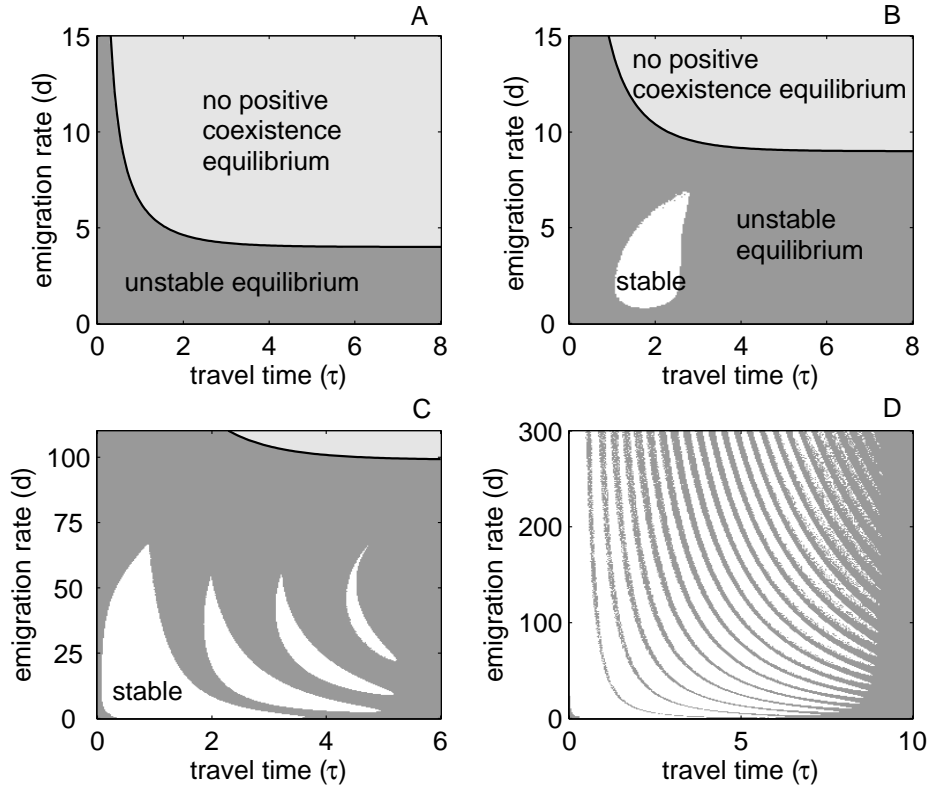 A
15
10
5
0
emigration rate (d)
no positive
coexistence
equilibrium
unstable equilibrium
0 2 4 6 8
travel time (τ)
B
15
10
5
0
emigration rate (d)
no positive
coexistence equilibrium
unstable
equilibrium
stable
0 2 4 6 8
travel time (τ)
C
100
75
50
25
0
emigration rate (d)
stable
0 2 4 6
travel time (τ)
D
300
200
100
0
emigration rate (d)
0 5 10
travel time (τ)